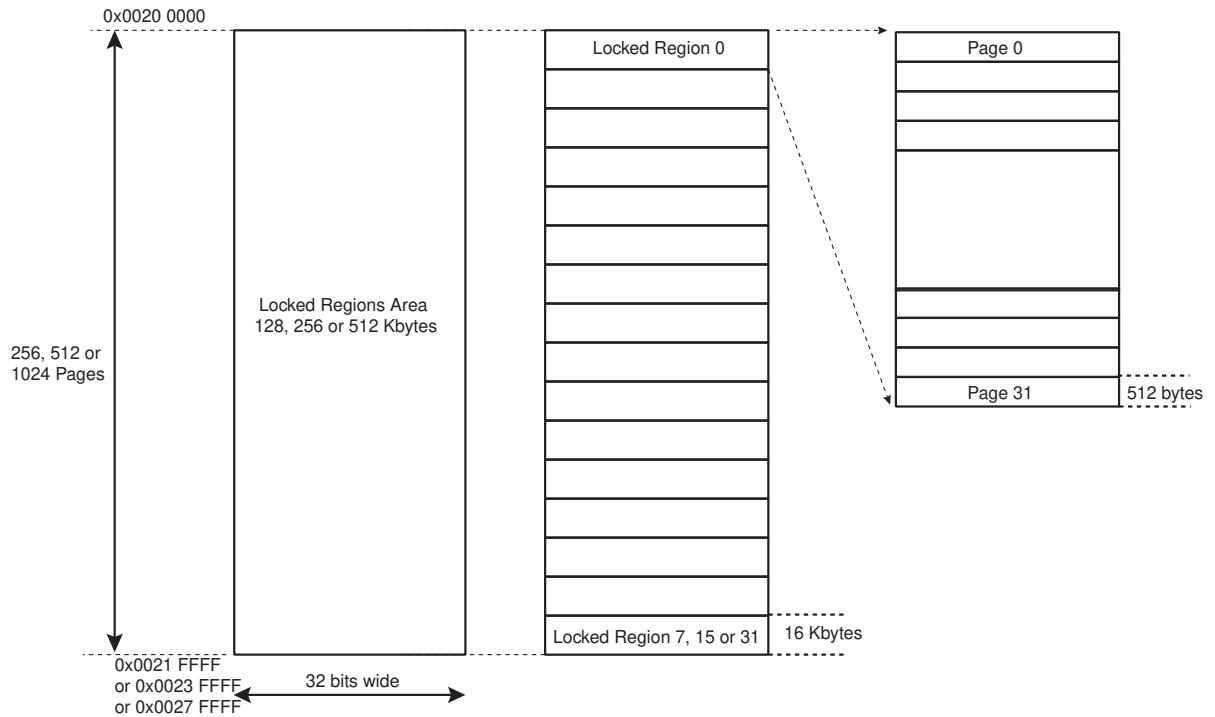 0x0020 0000
Locked Region 0
Page 0
Locked Regions Area
128, 256 or 512 Kbytes
256, 512 or
1024 Pages
Page 31
512 bytes
Locked Region 7, 15 or 31
16 Kbytes
0x0021 FFFF
or 0x0023 FFFF
or 0x0027 FFFF
32 bits wide